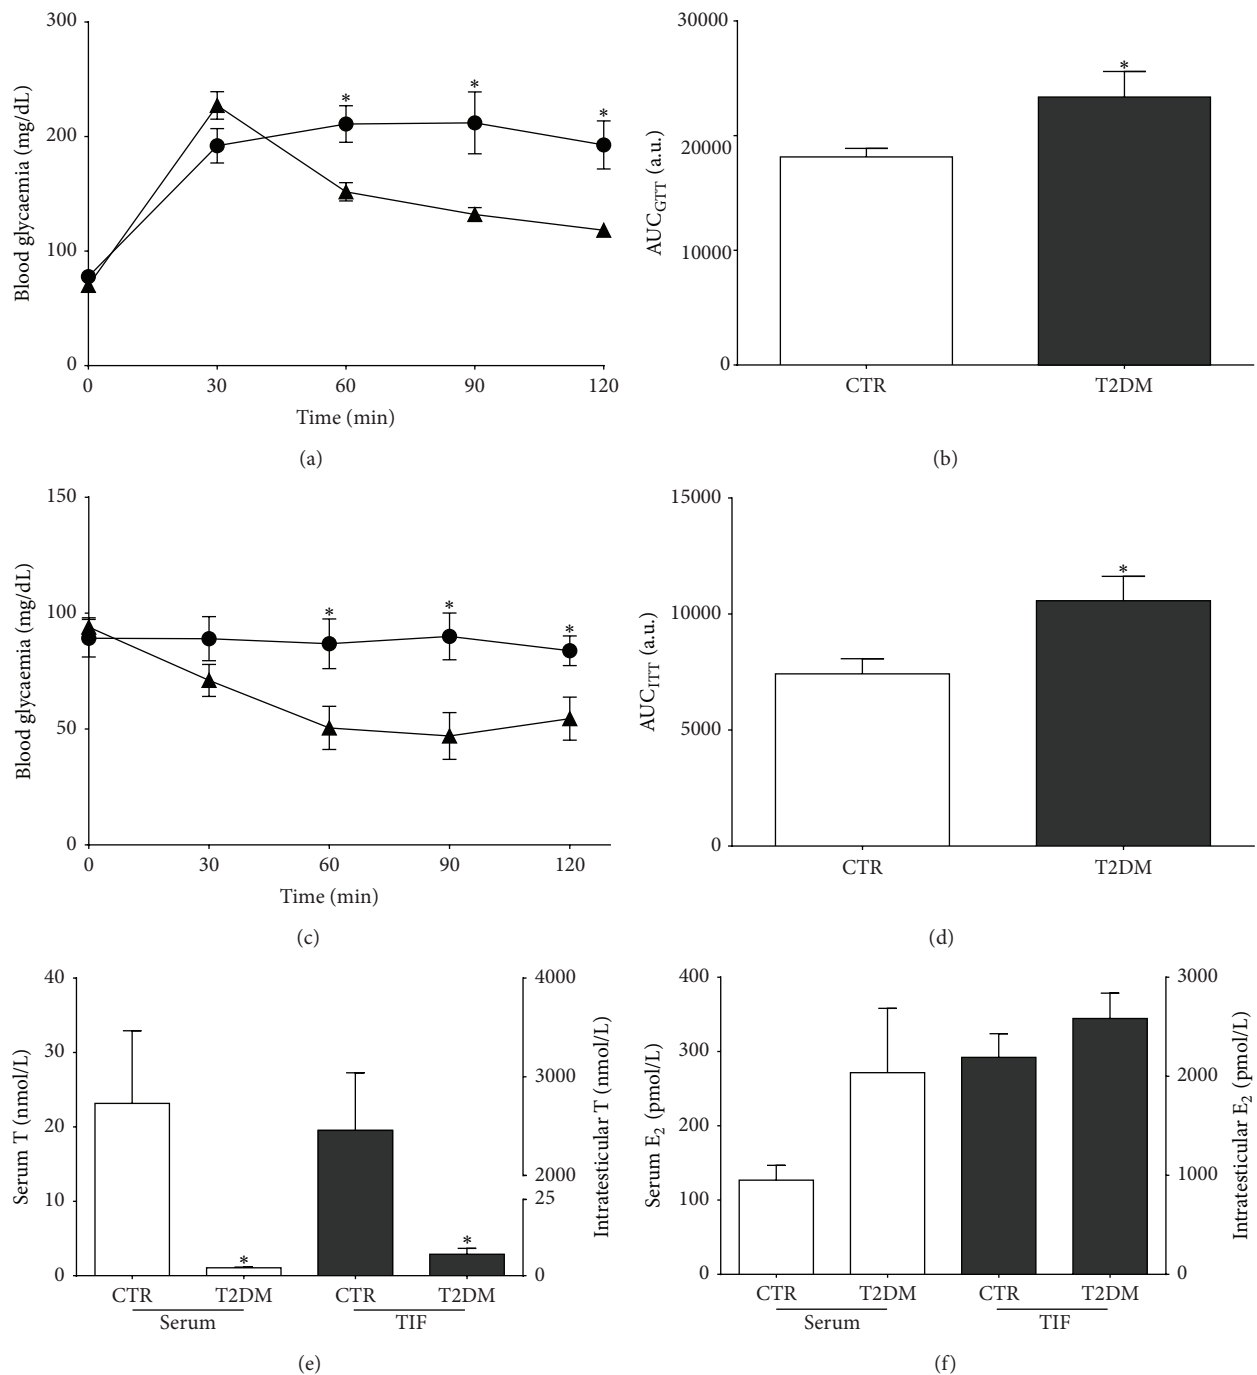 300
200
100
0
Blood glycaemia (mg/dL)
* * *
0 30 60 90 120
Time (min)
(a)
30000
20000
10000
0
AUC_GTT (a.u.)
*
CTR T2DM
(b)
150
100
50
0
Blood glycaemia (mg/dL)
* * *
0 30 60 90 120
Time (min)
(c)
15000
10000
5000
0
AUC_ITT (a.u.)
*
CTR T2DM
(d)
40
30
20
10
0
Serum T (nmol/L)
* *
4000
3000
2000
25
0
Intratesticular T (nmol/L)
CTR T2DM CTR T2DM
Serum TIF
(e)
400
300
200
100
0
Serum E₂ (pmol/L)
3000
2000
1000
0
Intratesticular E₂ (pmol/L)
CTR T2DM CTR T2DM
Serum TIF
(f)